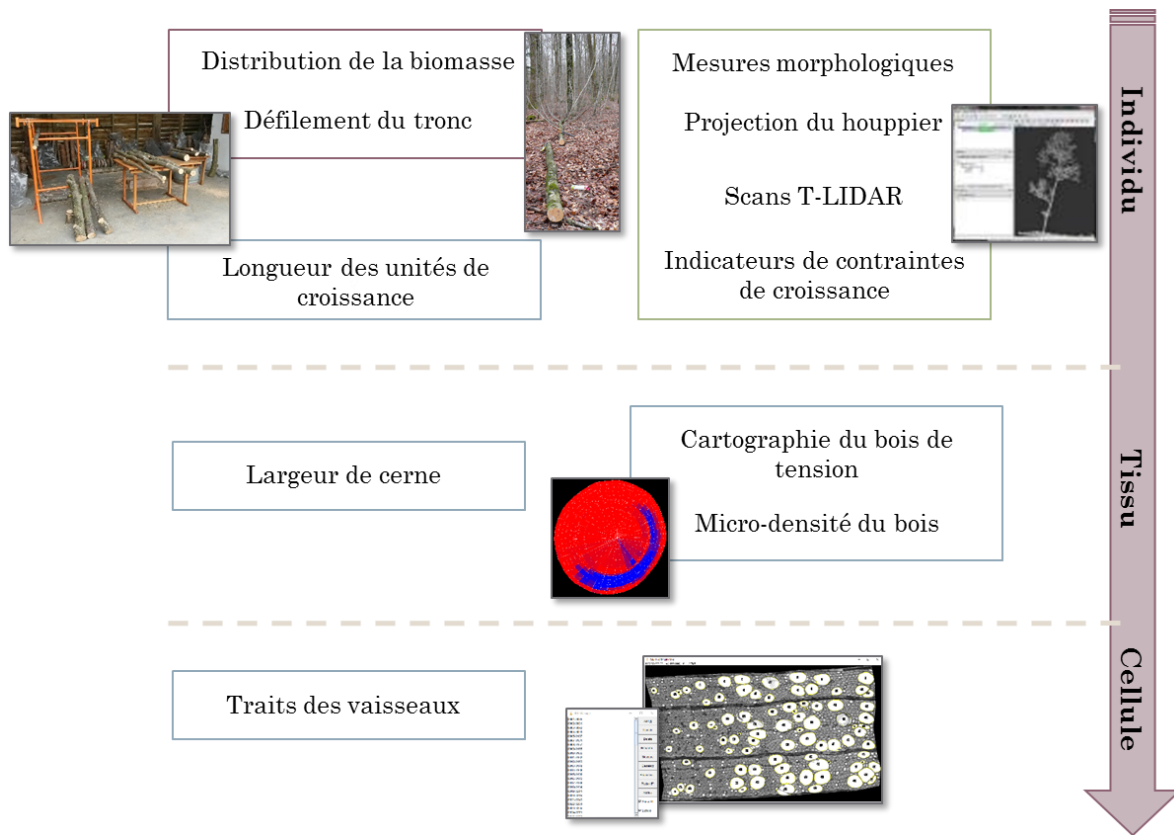 Distribution de la biomasse
Défilement du tronc
Longueur des unités de
croissance
Mesures morphologiques
Projection du houppier
Scans T-LIDAR
Indicateurs de contraintes
de croissance
Individu
Largeur de cerne
Cartographie du bois de
tension
Micro-densité du bois
Tissu
Traits des vaisseaux
Cellule